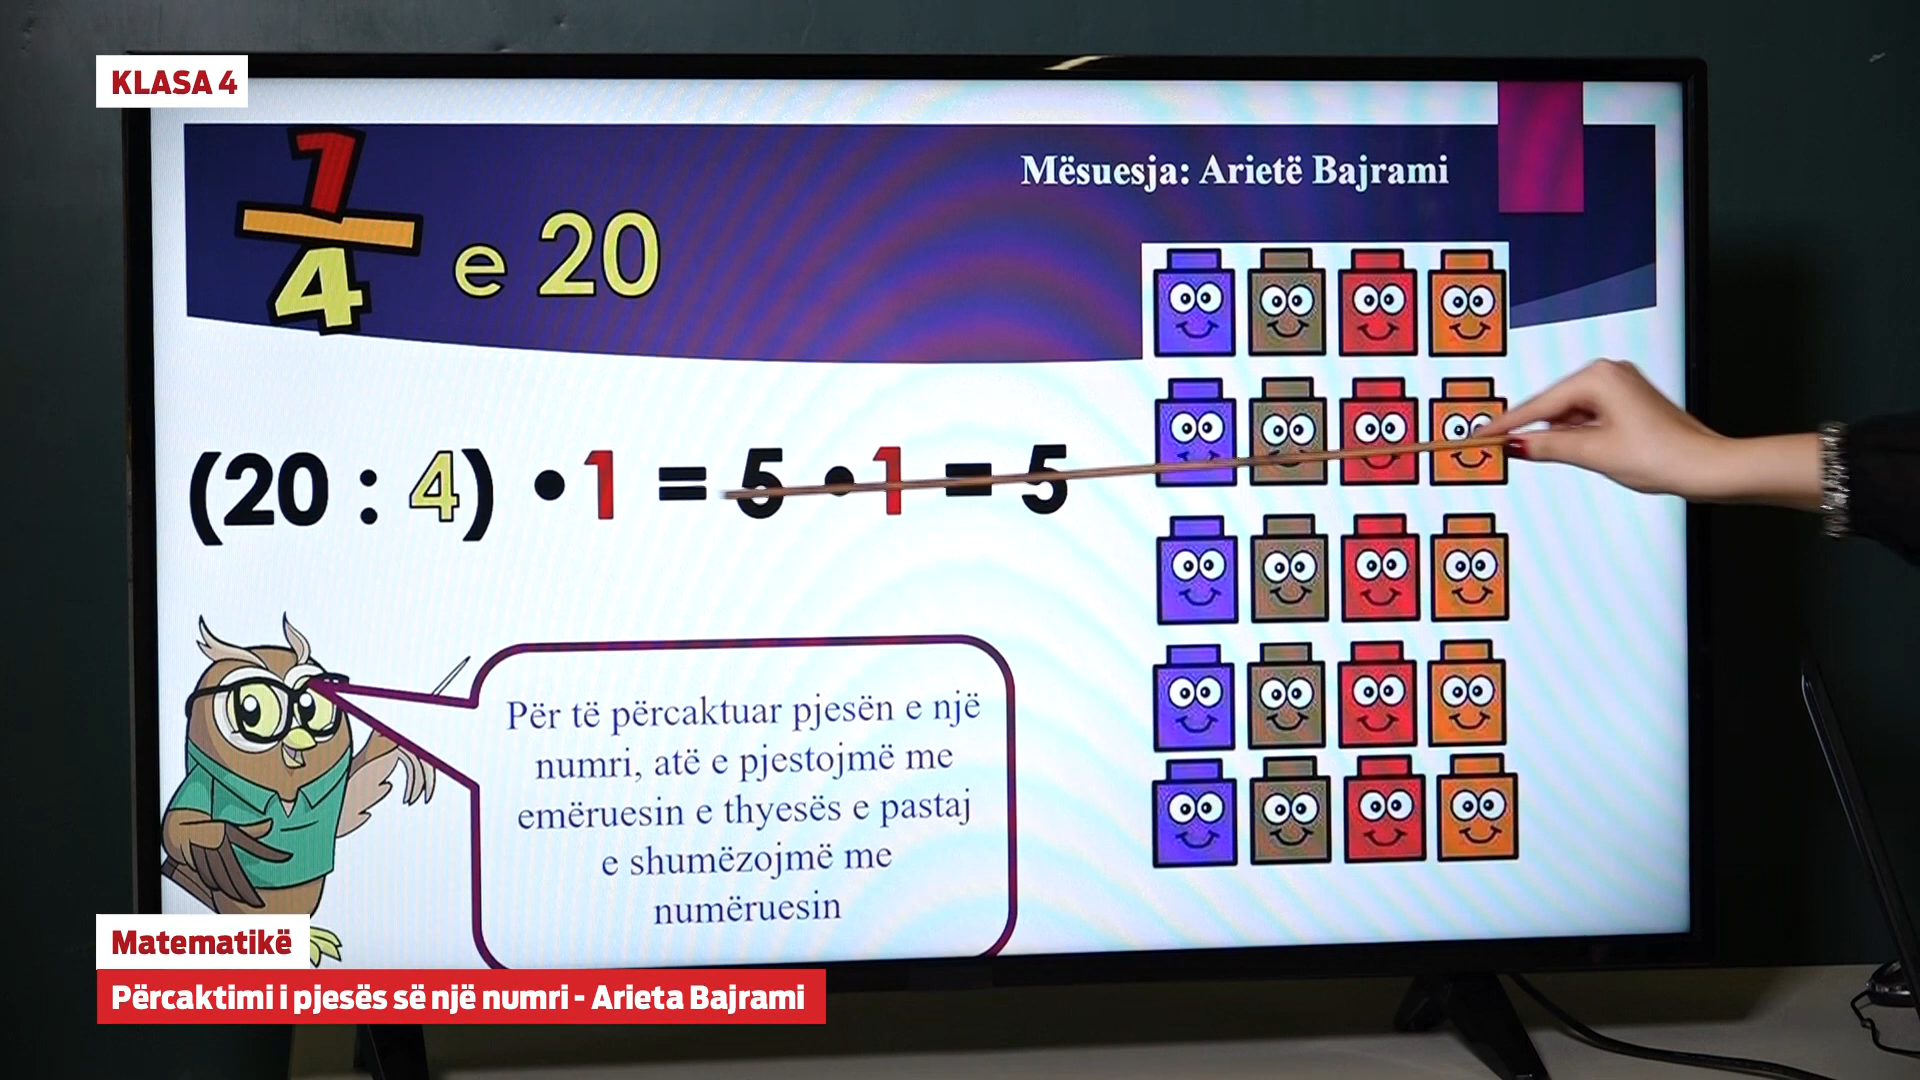 KLASA 4
Mësuesja: Arietë Bajrami
1
4
e 20
(20 : 4) • 1 = 5 • 1 = 5
Për të përcaktuar pjesën e një
numri, atë e pjestojmë me
emëruesin e thyesës e pastaj
e shumëzojmë me
numëruesin
Matematikë
Përcaktimi i pjesës së një numri - Arieta Bajrami